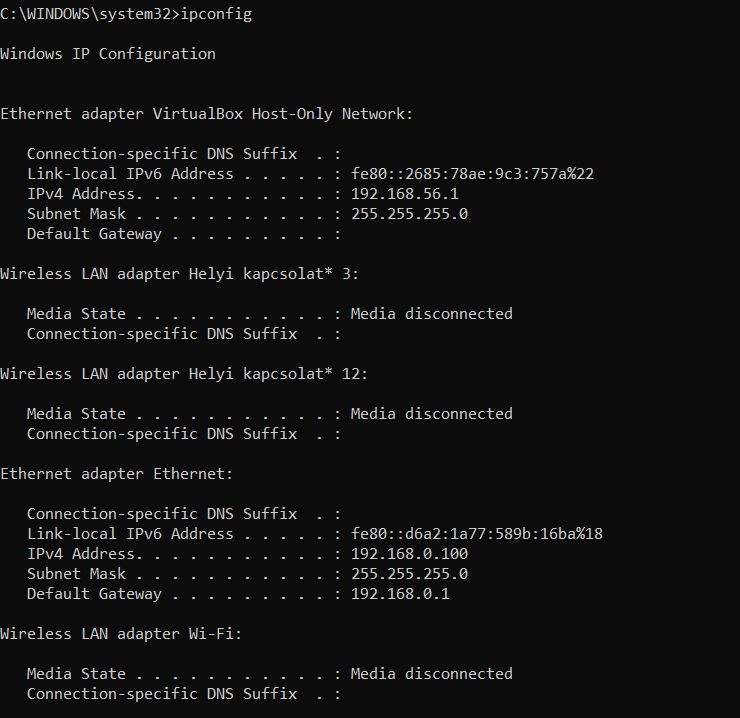 C:\WINDOWS\system32>ipconfig
Windows IP Configuration
Ethernet adapter VirtualBox Host-Only Network:
   Connection-specific DNS Suffix  . :
   Link-local IPv6 Address . . . . . : fe80::2685:78ae:9c3:757a%22
   IPv4 Address. . . . . . . . . . . : 192.168.56.1
   Subnet Mask . . . . . . . . . . . : 255.255.255.0
   Default Gateway . . . . . . . . . :
Wireless LAN adapter Helyi kapcsolat* 3:
   Media State . . . . . . . . . . . : Media disconnected
   Connection-specific DNS Suffix  . :
Wireless LAN adapter Helyi kapcsolat* 12:
   Media State . . . . . . . . . . . : Media disconnected
   Connection-specific DNS Suffix  . :
Ethernet adapter Ethernet:
   Connection-specific DNS Suffix  . :
   Link-local IPv6 Address . . . . . : fe80::d6a2:1a77:589b:16ba%18
   IPv4 Address. . . . . . . . . . . : 192.168.0.100
   Subnet Mask . . . . . . . . . . . : 255.255.255.0
   Default Gateway . . . . . . . . . : 192.168.0.1
Wireless LAN adapter Wi-Fi:
   Media State . . . . . . . . . . . : Media disconnected
   Connection-specific DNS Suffix  . :